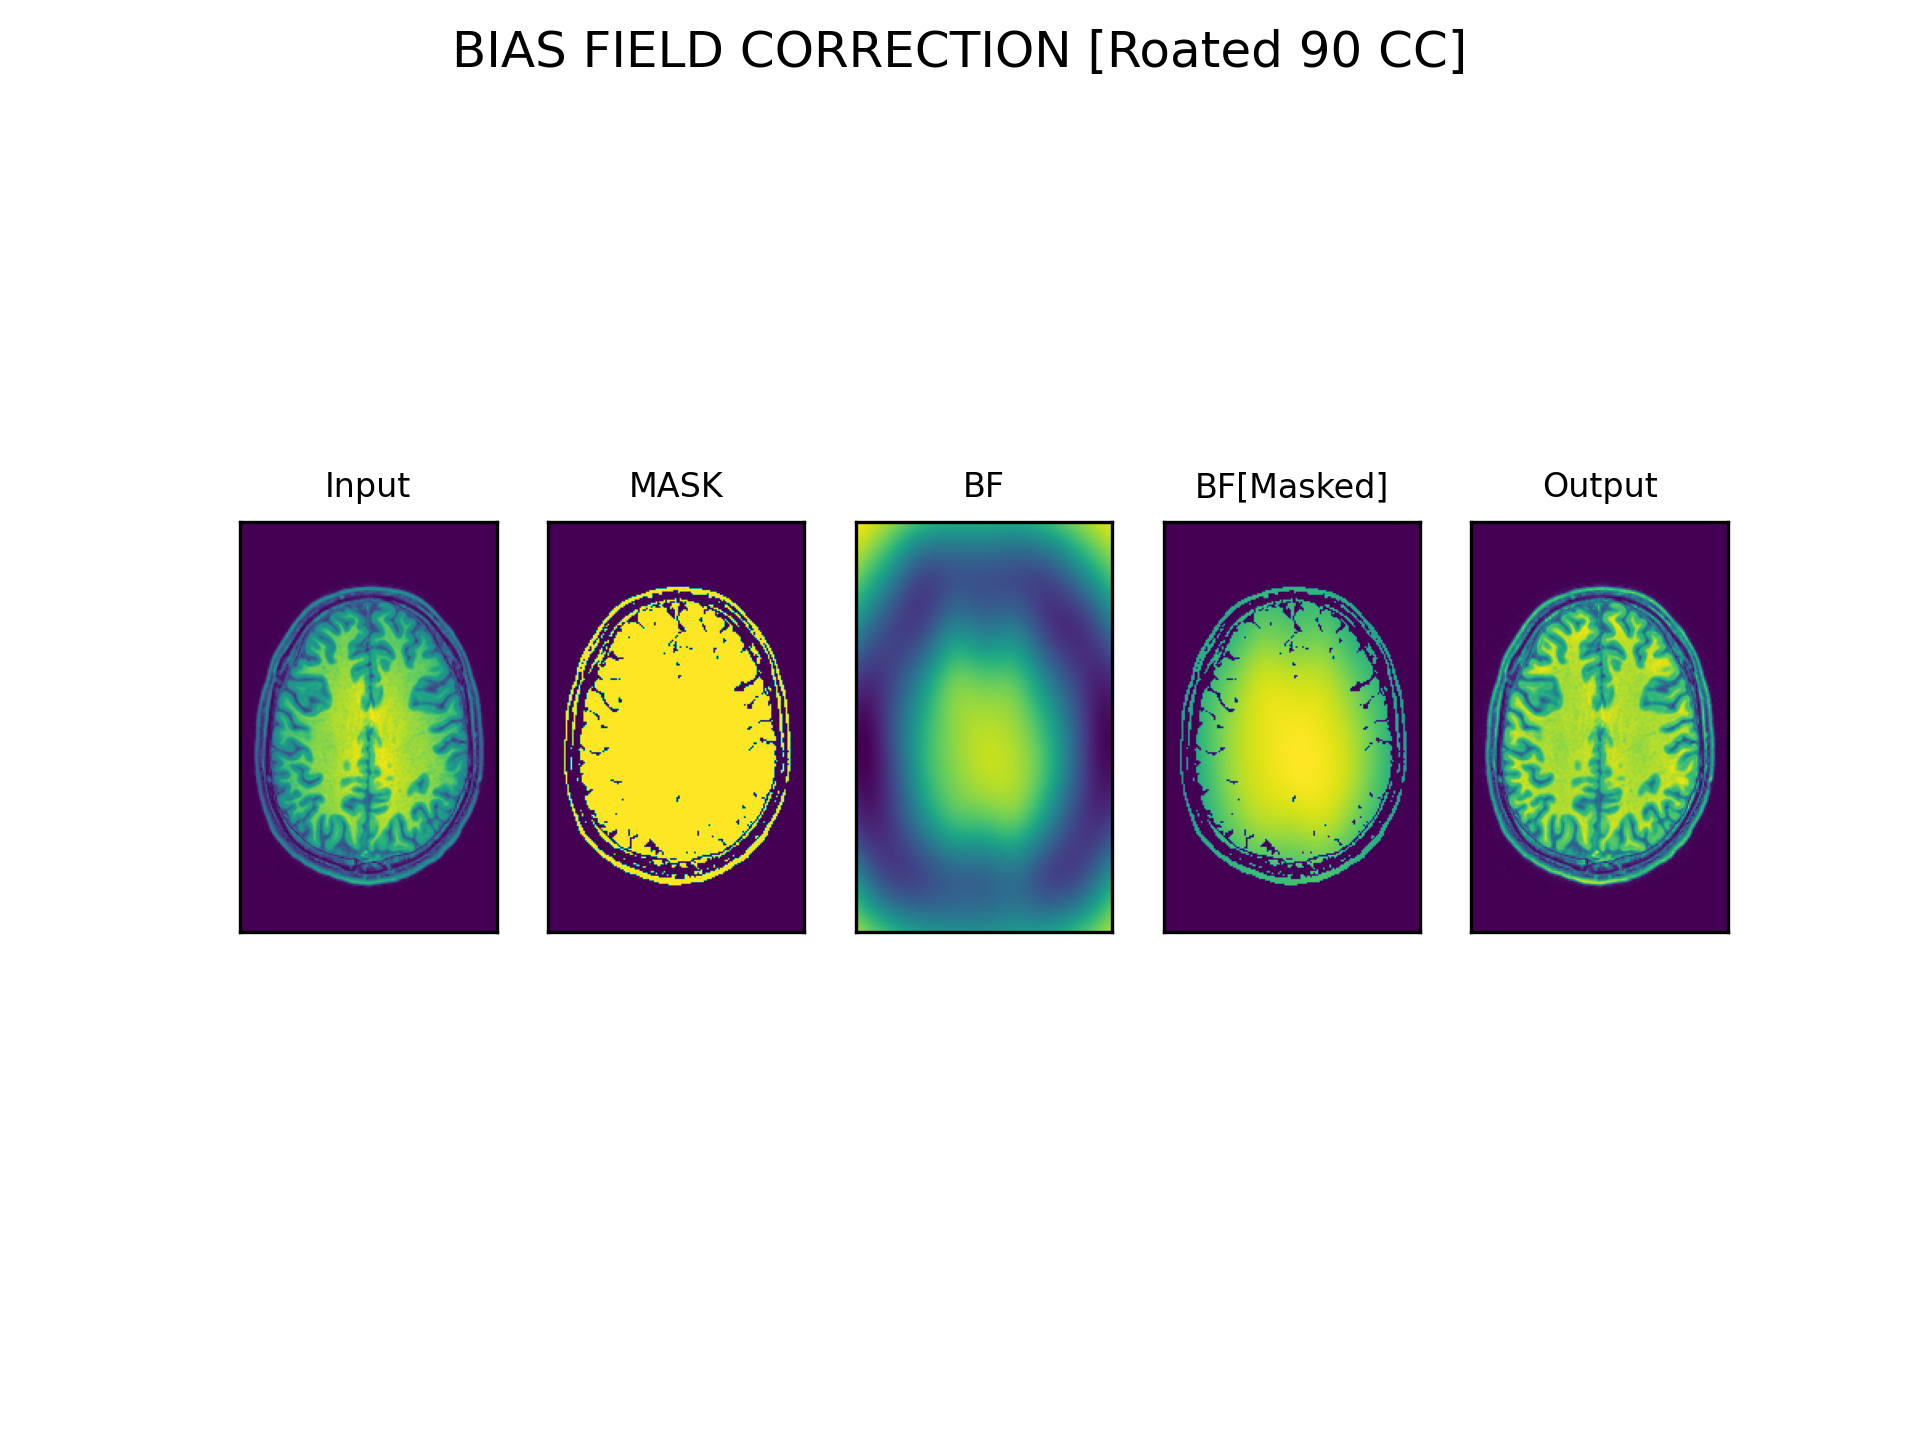 BIAS FIELD CORRECTION [Roated 90 CC]
Input
MASK
BF
BF[Masked]
Output